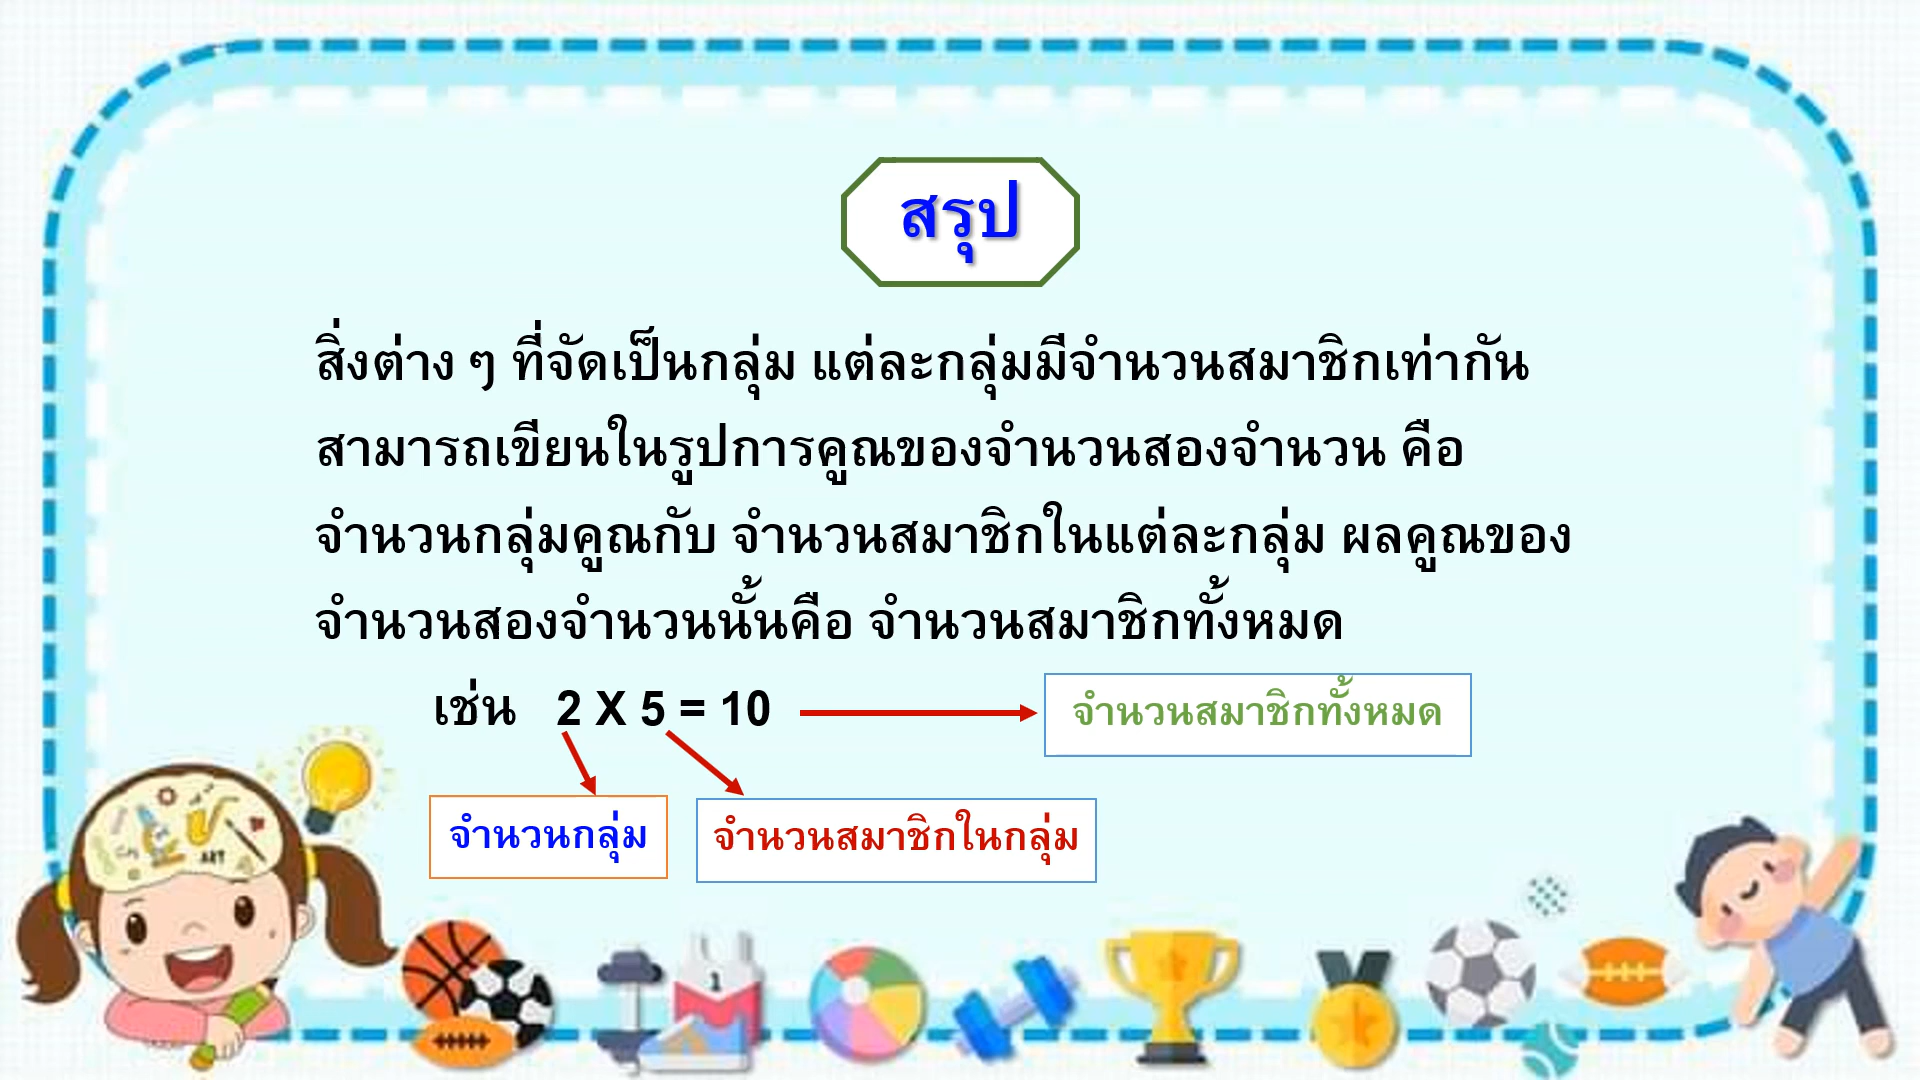 สรุป
สิ่งต่าง ๆ ที่จัดเป็นกลุ่ม แต่ละกลุ่มมีจำนวนสมาชิกเท่ากัน
สามารถเขียนในรูปการคูณของจำนวนสองจำนวน คือ
จำนวนกลุ่มคูณกับ จำนวนสมาชิกในแต่ละกลุ่ม ผลคูณของ
จำนวนสองจำนวนนั้นคือ จำนวนสมาชิกทั้งหมด
เช่น 2 X 5 = 10
จำนวนสมาชิกทั้งหมด
จำนวนกลุ่ม
จำนวนสมาชิกในกลุ่ม
ART
1